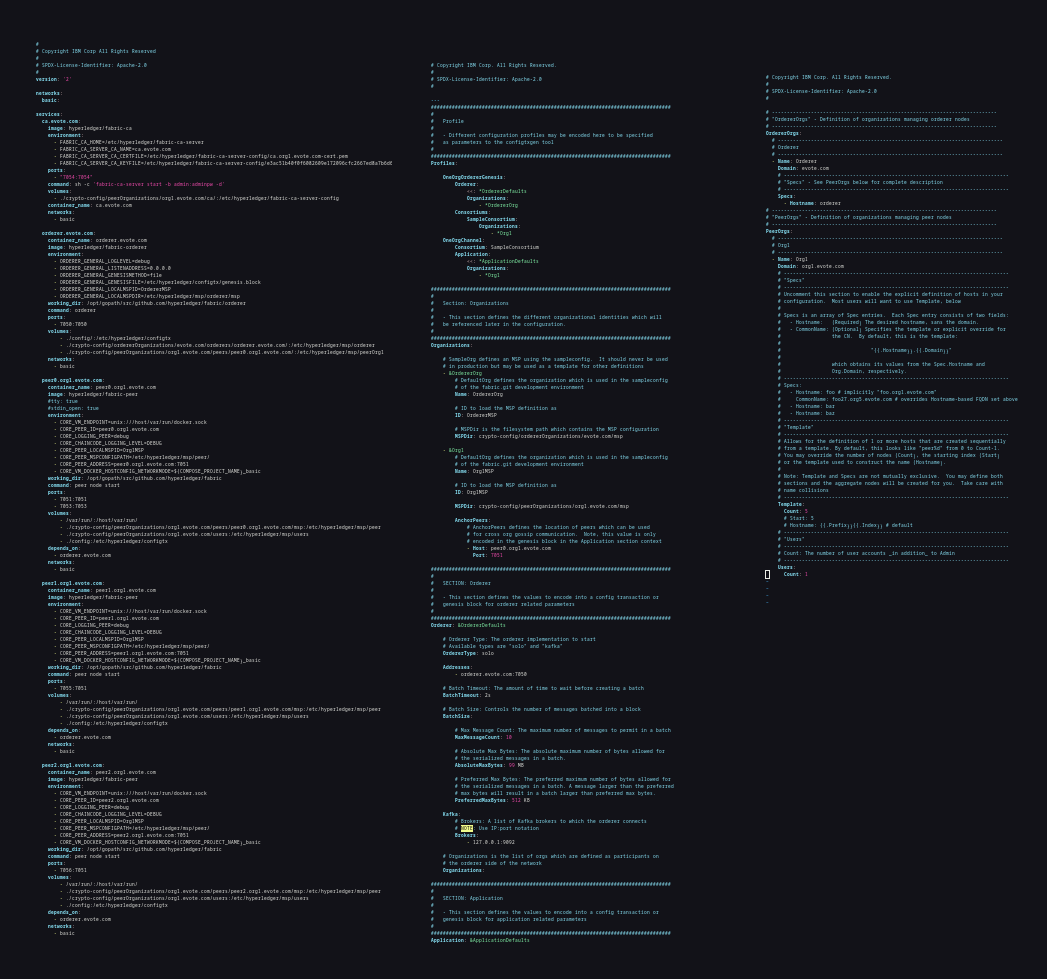 #
# Copyright IBM Corp All Rights Reserved
#
# SPDX-License-Identifier: Apache-2.0
#
version: '2'
networks:
  basic:
services:
  ca.evote.com:
    image: hyperledger/fabric-ca
    environment:
      - FABRIC_CA_HOME=/etc/hyperledger/fabric-ca-server
      - FABRIC_CA_SERVER_NAME=ca.evote.com
      - FABRIC_CA_SERVER_CA_CERTFILE=/etc/hyperledger/fabric-ca-server-config/ca.org1.evote.com-cert.pem
      - FABRIC_CA_SERVER_CA_KEYFILE=/etc/hyperledger/fabric-ca-server-config/
    ports:
      - "7054:7054"
    command: sh -c 'fabric-ca-server start -b admin:adminpw -d'
    volumes:
      - ./crypto-config/peerOrganizations/org1.evote.com/ca/:/etc/hyperledger/fabric-ca-server-config
    container_name: ca.evote.com
    networks:
      - basic
  orderer.evote.com:
    container_name: orderer.evote.com
    image: hyperledger/fabric-orderer
    environment:
      - ORDERER_GENERAL_LOGLEVEL=debug
      - ORDERER_GENERAL_LISTENADDRESS=0.0.0.0
      - ORDERER_GENERAL_GENESISMETHOD=file
      - ORDERER_GENERAL_GENESISFILE=/etc/hyperledger/configtx/genesis.block
      - ORDERER_GENERAL_LOCALMSPID=OrdererMSP
      - ORDERER_GENERAL_LOCALMSPDIR=/etc/hyperledger/msp/orderer/msp
    working_dir: /opt/gopath/src/github.com/hyperledger/fabric/orderer
    command: orderer
    ports:
      - 7050:7050
    volumes:
      - ./config/:/etc/hyperledger/configtx
      - ./crypto-config/ordererOrganizations/evote.com/orderers/orderer.evote.com/:/etc/hyperledger/msp/orderer
      - ./crypto-config/peerOrganizations/org1.evote.com/peers/peer0.org1.evote.com/:/etc/hyperledger/msp/peerOrg1
    networks:
      - basic
  peer0.org1.evote.com:
    container_name: peer0.org1.evote.com
    image: hyperledger/fabric-peer
    #tty: true
    #stdin_open: true
    environment:
      - CORE_VM_ENDPOINT=unix:///host/var/run/docker.sock
      - CORE_PEER_ID=peer0.org1.evote.com
      - CORE_LOGGING_PEER=debug
      - CORE_CHAINCODE_LOGGING_LEVEL=DEBUG
      - CORE_PEER_LOCALMSPID=Org1MSP
      - CORE_PEER_MSPCONFIGPATH=/etc/hyperledger/msp/peer/
      - CORE_PEER_ADDRESS=peer0.org1.evote.com:7051
      - CORE_VM_DOCKER_HOSTCONFIG_NETWORKMODE=${COMPOSE_PROJECT_NAME}_basic
    working_dir: /opt/gopath/src/github.com/hyperledger/fabric
    command: peer node start
    ports:
      - 7051:7051
      - 7053:7053
    volumes:
      - /var/run/:/host/var/run/
      - ./crypto-config/peerOrganizations/org1.evote.com/peers/peer0.org1.evote.com/msp:/etc/hyperledger/msp/peer
      - ./crypto-config/peerOrganizations/org1.evote.com/users:/etc/hyperledger/msp/users
      - ./config:/etc/hyperledger/configtx
    depends_on:
      - orderer.evote.com
    networks:
      - basic
  peer1.org1.evote.com:
    container_name: peer1.org1.evote.com
    image: hyperledger/fabric-peer
    environment:
      - CORE_VM_ENDPOINT=unix:///host/var/run/docker.sock
      - CORE_PEER_ID=peer1.org1.evote.com
      - CORE_LOGGING_PEER=debug
      - CORE_CHAINCODE_LOGGING_LEVEL=DEBUG
      - CORE_PEER_LOCALMSPID=Org1MSP
      - CORE_PEER_MSPCONFIGPATH=/etc/hyperledger/msp/peer/
      - CORE_PEER_ADDRESS=peer1.org1.evote.com:7051
      - CORE_VM_DOCKER_HOSTCONFIG_NETWORKMODE=${COMPOSE_PROJECT_NAME}_basic
    working_dir: /opt/gopath/src/github.com/hyperledger/fabric
    command: peer node start
    ports:
      - 7055:7051
    volumes:
      - /var/run/:/host/var/run/
      - ./crypto-config/peerOrganizations/org1.evote.com/peers/peer1.org1.evote.com/msp:/etc/hyperledger/msp/peer
      - ./crypto-config/peerOrganizations/org1.evote.com/users:/etc/hyperledger/msp/users
      - ./config:/etc/hyperledger/configtx
    depends_on:
      - orderer.evote.com
    networks:
      - basic
  peer2.org1.evote.com:
    container_name: peer2.org1.evote.com
    image: hyperledger/fabric-peer
    environment:
      - CORE_VM_ENDPOINT=unix:///host/var/run/docker.sock
      - CORE_PEER_ID=peer2.org1.evote.com
      - CORE_LOGGING_PEER=debug
      - CORE_CHAINCODE_LOGGING_LEVEL=DEBUG
      - CORE_PEER_LOCALMSPID=Org1MSP
      - CORE_PEER_MSPCONFIGPATH=/etc/hyperledger/msp/peer/
      - CORE_PEER_ADDRESS=peer2.org1.evote.com:7051
      - CORE_VM_DOCKER_HOSTCONFIG_NETWORKMODE=${COMPOSE_PROJECT_NAME}_basic
    working_dir: /opt/gopath/src/github.com/hyperledger/fabric
    command: peer node start
    ports:
      - 7056:7051
    volumes:
      - /var/run/:/host/var/run/
      - ./crypto-config/peerOrganizations/org1.evote.com/peers/peer2.org1.evote.com/msp:/etc/hyperledger/msp/peer
      - ./crypto-config/peerOrganizations/org1.evote.com/users:/etc/hyperledger/msp/users
      - ./config:/etc/hyperledger/configtx
    depends_on:
      - orderer.evote.com
    networks:
      - basic
# Copyright IBM Corp. All Rights Reserved.
#
# SPDX-License-Identifier: Apache-2.0
#
---
################################################################################
#
#   Profile
#
#   - Different configuration profiles may be encoded here to be specified
#   as parameters to the configtxgen tool
#
################################################################################
Profiles:
    OneOrgOrdererGenesis:
        Orderer:
            <<: *OrdererDefaults
            Organizations:
                - *OrdererOrg
        Consortiums:
            SampleConsortium:
                Organizations:
                    - *Org1
    OneOrgChannel:
        Consortium: SampleConsortium
        Application:
            <<: *ApplicationDefaults
            Organizations:
                - *Org1
################################################################################
#
#   Section: Organizations
#
#   - This section defines the different organizational identities which will
#   be referenced later in the configuration.
#
################################################################################
Organizations:
    # SampleOrg defines an MSP using the sampleconfig.  It should never be used
    # in production but may be used as a template for other definitions
    - &OrdererOrg
        # DefaultOrg defines the organization which is used in the sampleconfig
        # of the fabric.git development environment
        Name: OrdererOrg
        # ID to load the MSP definition as
        ID: OrdererMSP
        # MSPDir is the filesystem path which contains the MSP configuration
        MSPDir: crypto-config/ordererOrganizations/evote.com/msp
    - &Org1
        # DefaultOrg defines the organization which is used in the sampleconfig
        # of the fabric.git development environment
        Name: Org1MSP
        # ID to load the MSP definition as
        ID: Org1MSP
        MSPDir: crypto-config/peerOrganizations/org1.evote.com/msp
        AnchorPeers:
            # AnchorPeers defines the location of peers which can be used
            # for cross org gossip communication.  Note, this value is only
            # encoded in the genesis block in the Application section context
            - Host: peer0.org1.evote.com
              Port: 7051
################################################################################
#
#   SECTION: Orderer
#
#   - This section defines the values to encode into a config transaction or
#   genesis block for orderer related parameters
#
################################################################################
Orderer: &OrdererDefaults
    # Orderer Type: The orderer implementation to start
    # Available types are "solo" and "kafka"
    OrdererType: solo
    Addresses:
        - orderer.evote.com:7050
    # Batch Timeout: The amount of time to wait before creating a batch
    BatchTimeout: 2s
    # Batch Size: Controls the number of messages batched into a block
    BatchSize:
        # Max Message Count: The maximum number of messages to permit in a batch
        MaxMessageCount: 10
        # Absolute Max Bytes: The absolute maximum number of bytes allowed for
        # the serialized messages in a batch.
        AbsoluteMaxBytes: 99 MB
        # Preferred Max Bytes: The preferred maximum number of bytes allowed for
        # the serialized messages in a batch. A message larger than the preferred
        # max bytes will result in a batch larger than preferred max bytes.
        PreferredMaxBytes: 512 KB
    Kafka:
        # Brokers: A list of Kafka brokers to which the orderer connects
        # NOTE: Use IP:port notation
        Brokers:
            - 127.0.0.1:9092
    # Organizations is the list of orgs which are defined as participants on
    # the orderer side of the network
    Organizations:
################################################################################
#
#   SECTION: Application
#
#   - This section defines the values to encode into a config transaction or
#   genesis block for application related parameters
#
################################################################################
Application: &ApplicationDefaults
# Copyright IBM Corp. All Rights Reserved.
#
# SPDX-License-Identifier: Apache-2.0
#
# ---------------------------------------------------------------------------
# "OrdererOrgs" - Definition of organizations managing orderer nodes
# ---------------------------------------------------------------------------
OrdererOrgs:
  # ---------------------------------------------------------------------------
  # Orderer
  # ---------------------------------------------------------------------------
  - Name: Orderer
    Domain: evote.com
    # ---------------------------------------------------------------------------
    # "Specs" - See PeerOrgs below for complete description
    # ---------------------------------------------------------------------------
    Specs:
      - Hostname: orderer
# ---------------------------------------------------------------------------
# "PeerOrgs" - Definition of organizations managing peer nodes
# ---------------------------------------------------------------------------
PeerOrgs:
  # ---------------------------------------------------------------------------
  # Org1
  # ---------------------------------------------------------------------------
  - Name: Org1
    Domain: org1.evote.com
    # ---------------------------------------------------------------------------
    # "Specs"
    # ---------------------------------------------------------------------------
    # Uncomment this section to enable the explicit definition of hosts in your
    # configuration.  Most users will want to use Template, below
    #
    # Specs is an array of Spec entries.  Each Spec entry consists of two fields:
    #   - Hostname:   (Required) The desired hostname, sans the domain.
    #   - CommonName: (Optional) Specifies the template or explicit override for
    #                 the CN.  By default, this is the template:
    #
    #                              "{{.Hostname}}.{{.Domain}}"
    #
    #                 which obtains its values from the Spec.Hostname and
    #                 Org.Domain, respectively.
    # ---------------------------------------------------------------------------
    # Specs:
    #   - Hostname: foo # implicitly "foo.org1.evote.com"
    #     CommonName: foo27.org5.evote.com # overrides Hostname-based FQDN set above
    #   - Hostname: bar
    #   - Hostname: baz
    # ---------------------------------------------------------------------------
    # "Template"
    # ---------------------------------------------------------------------------
    # Allows for the definition of 1 or more hosts that are created sequentially
    # from a template. By default, this looks like "peer%d" from 0 to Count-1.
    # You may override the number of nodes (Count), the starting index (Start)
    # or the template used to construct the name (Hostname).
    #
    # Note: Template and Specs are not mutually exclusive.  You may define both
    # sections and the aggregate nodes will be created for you.  Take care with
    # name collisions
    # ---------------------------------------------------------------------------
    Template:
      Count: 5
      # Start: 5
      # Hostname: {{.Prefix}}{{.Index}} # default
    # ---------------------------------------------------------------------------
    # "Users"
    # ---------------------------------------------------------------------------
    # Count: The number of user accounts _in addition_ to Admin
    # ---------------------------------------------------------------------------
    Users:
      Count: 1